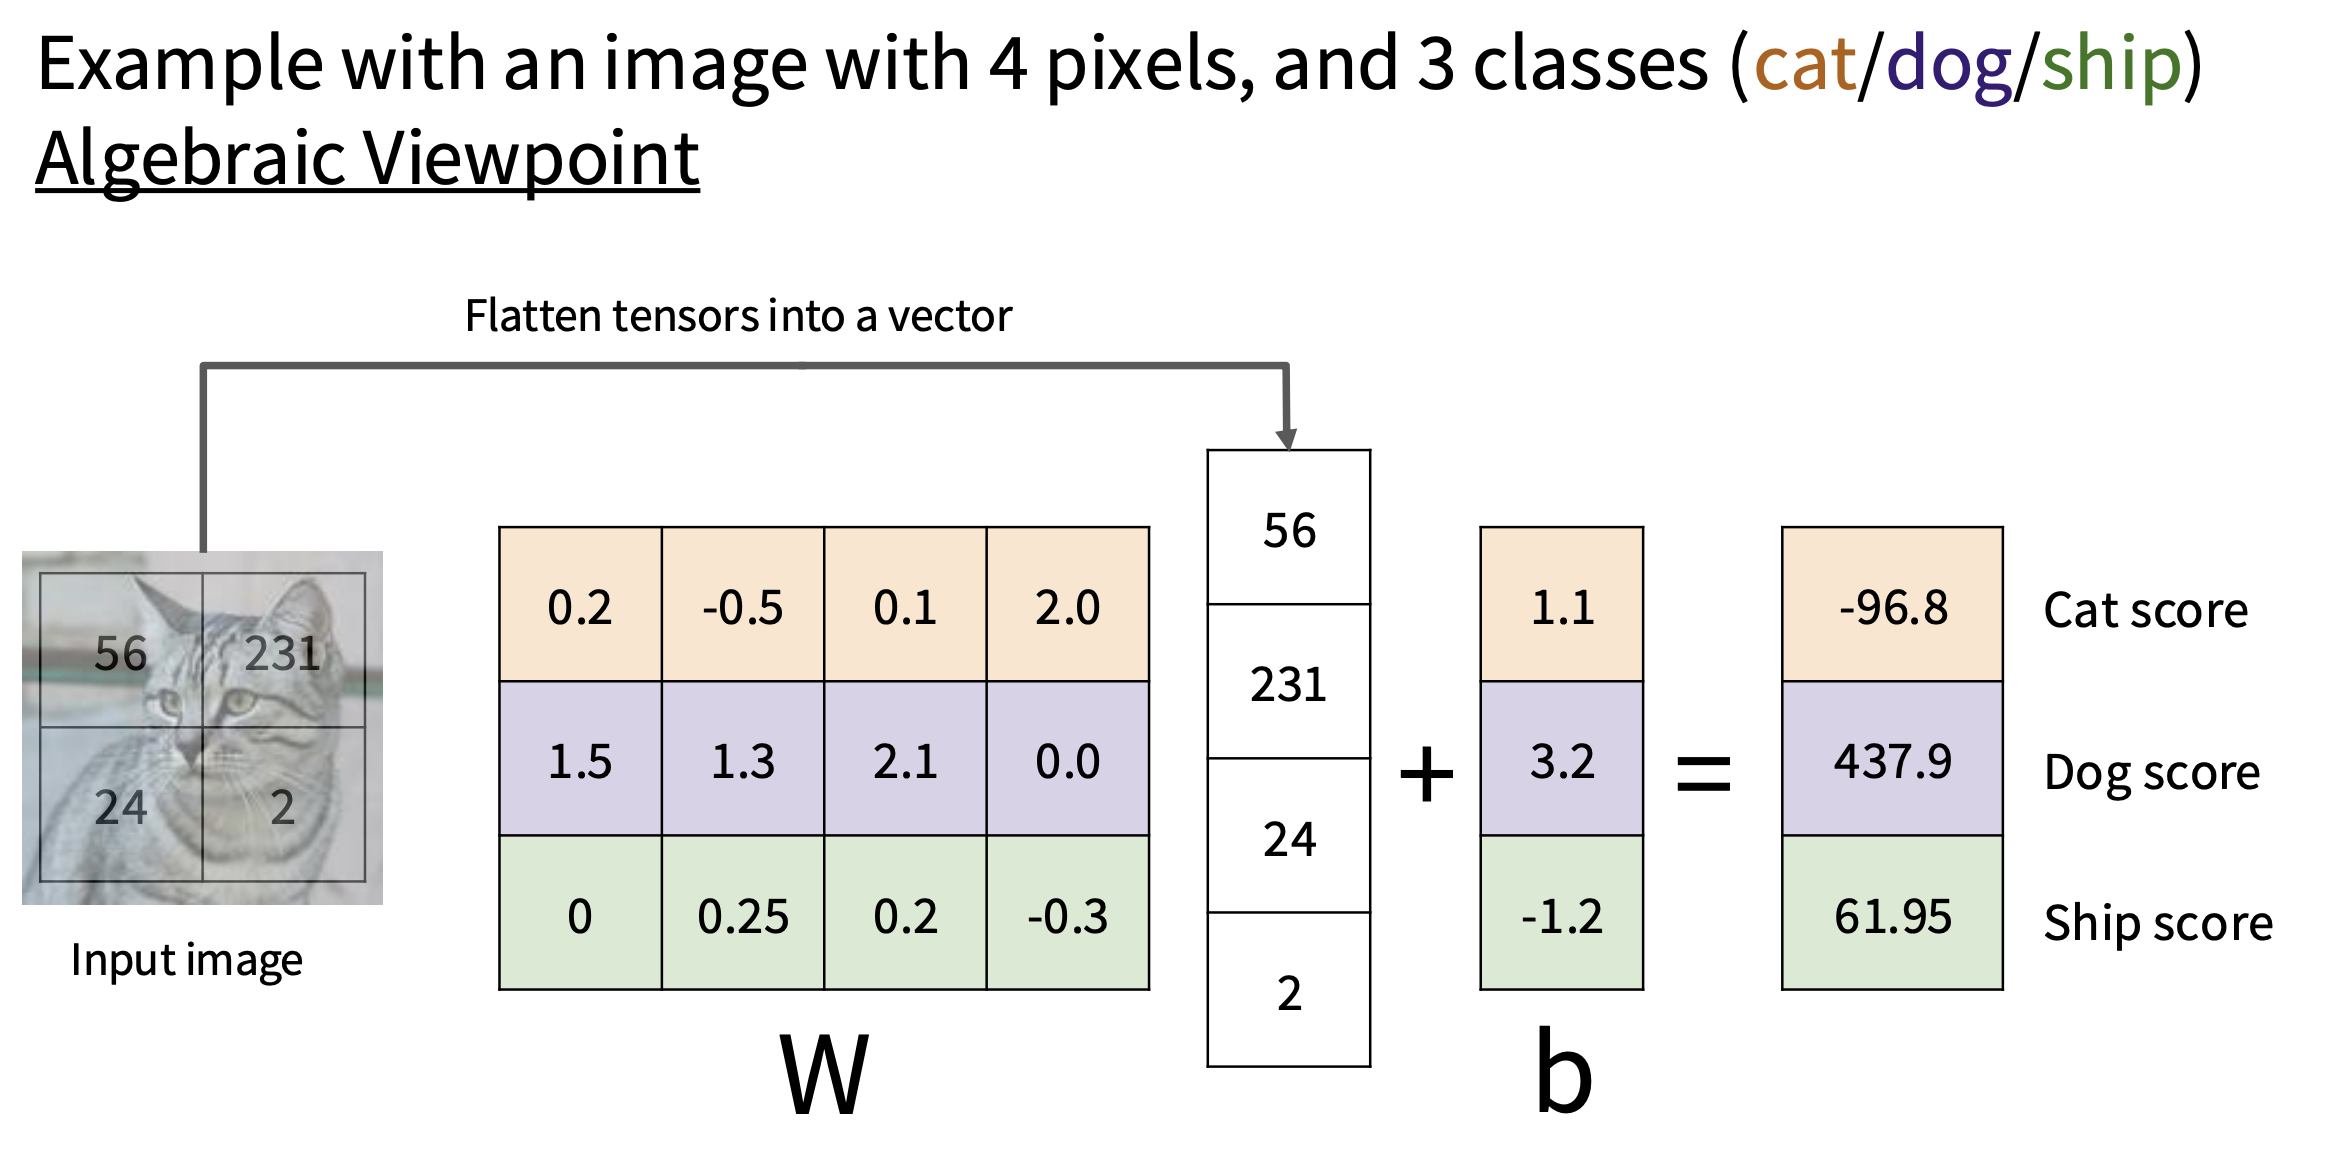 Example with an image with 4 pixels, and 3 classes (cat/dog/ship)
Algebraic Viewpoint
Flatten tensors into a vector
56 231
24 2
Input image
0.2 -0.5 0.1 2.0
1.5 1.3 2.1 0.0
0 0.25 0.2 -0.3
W
56
231
24
2
+
1.1
3.2
-1.2
b
=
-96.8 Cat score
437.9 Dog score
61.95 Ship score